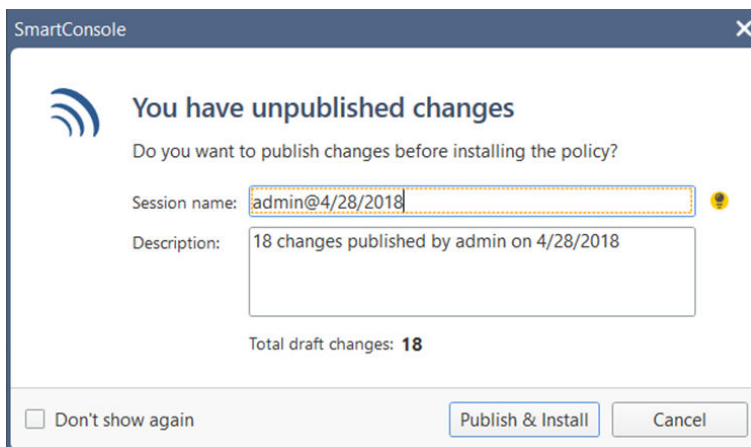 SmartConsole
You have unpublished changes
Do you want to publish changes before installing the policy?
Session name: admin@4/28/2018
Description: 18 changes published by admin on 4/28/2018
Total draft changes: 18
Don't show again Publish & Install Cancel